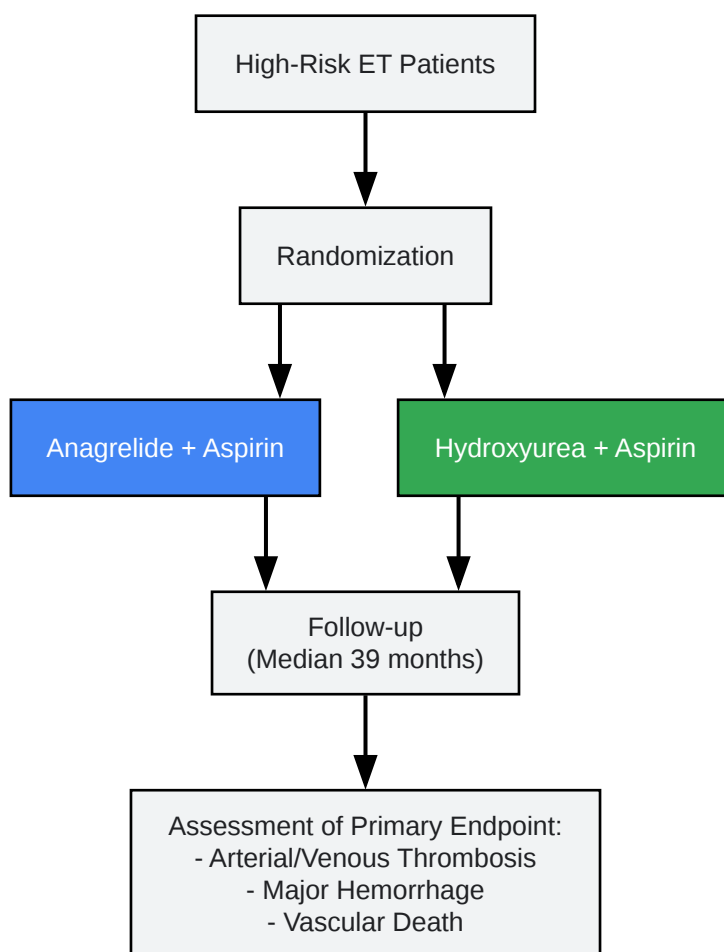 High-Risk ET Patients
Randomization
Anagrelide + Aspirin
Hydroxyurea + Aspirin
Follow-up
(Median 39 months)
Assessment of Primary Endpoint:
- Arterial/Venous Thrombosis
- Major Hemorrhage
- Vascular Death